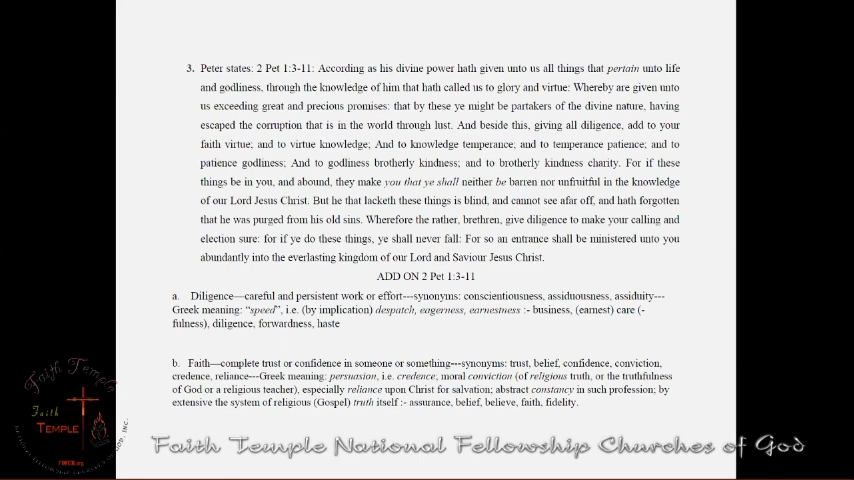 3. Peter states: 2 Pet 1:3-11: According as his divine power hath given unto us all things that pertain unto life
and godliness, through the knowledge of him that hath called us to glory and virtue: Whereby are given unto
us exceeding great and precious promises: that by these ye might be partakers of the divine nature, having
escaped the corruption that is in the world through lust. And beside this, giving all diligence, add to your
faith virtue; and to virtue knowledge; And to knowledge temperance; and to temperance patience; and to
patience godliness; And to godliness brotherly kindness; and to brotherly kindness charity. For if these
things be in you, and abound, they make you that ye shall neither be barren nor unfruitful in the knowledge
of our Lord Jesus Christ. But he that lacketh these things is blind, and cannot see afar off, and hath forgotten
that he was purged from his old sins. Wherefore the rather, brethren, give diligence to make your calling and
election sure: for if ye do these things, ye shall never fall: For so an entrance shall be ministered unto you
abundantly into the everlasting kingdom of our Lord and Saviour Jesus Christ.
ADD ON 2 Pet 1:3-11
a. Diligence—careful and persistent work or effort---synonyms: conscientiousness, assiduousness, assiduity---
Greek meaning: “speed”, i.e. (by implication) despatch, eagerness, earnestness :- business, (earnest) care (-
fulness), diligence, forwardness, haste
b. Faith—complete trust or confidence in someone or something---synonyms: trust, belief, confidence, conviction,
credence, reliance---Greek meaning: persuasion, i.e. credence; moral conviction (of religious truth, or the truthfulness
of God or a religious teacher), especially reliance upon Christ for salvation; abstract constancy in such profession; by
extensive the system of religious (Gospel) truth itself :- assurance, belief, believe, faith, fidelity.
Faith Temple
Faith
TEMPLE
Faith Temple National Fellowship Churches of God